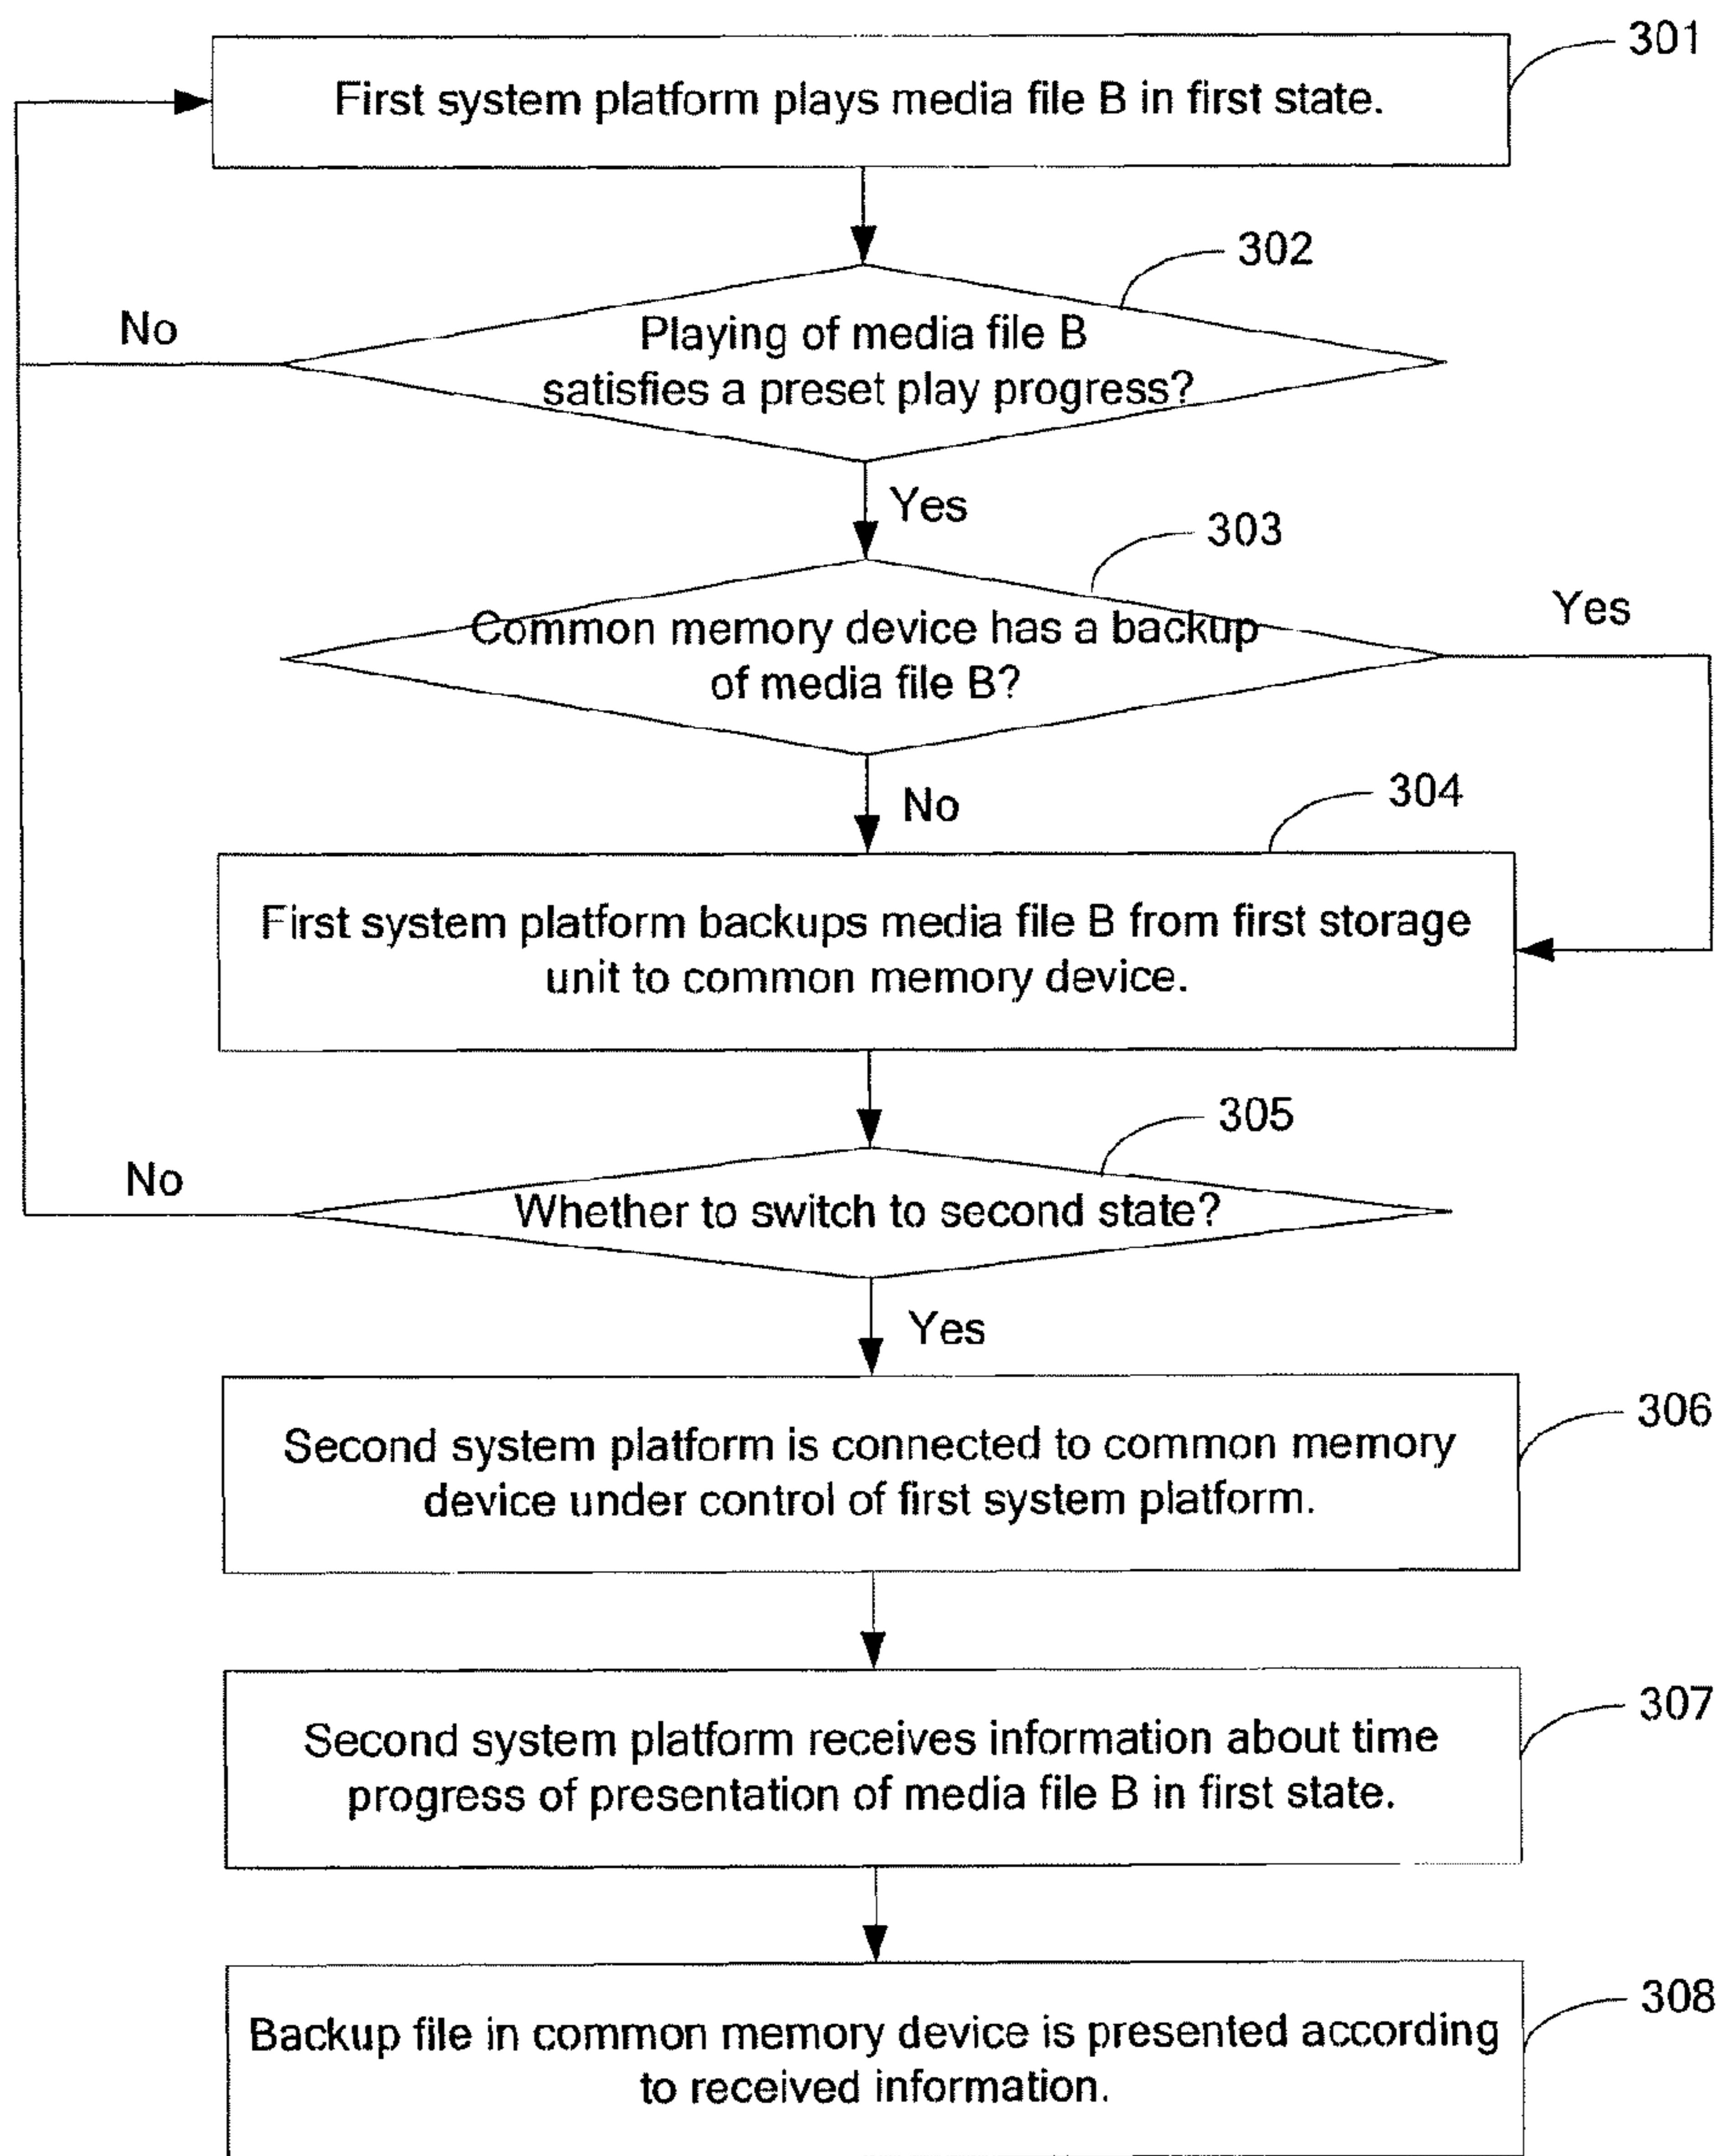 301
First system platform plays media file B in first state.
302
No
Playing of media file B
satisfies a preset play progress?
Yes
303
Common memory device has a backup
of media file B?
Yes
No
304
First system platform backups media file B from first storage
unit to common memory device.
305
No
Whether to switch to second state?
Yes
306
Second system platform is connected to common memory
device under control of first system platform.
307
Second system platform receives information about time
progress of presentation of media file B in first state.
308
Backup file in common memory device is presented according
to received information.